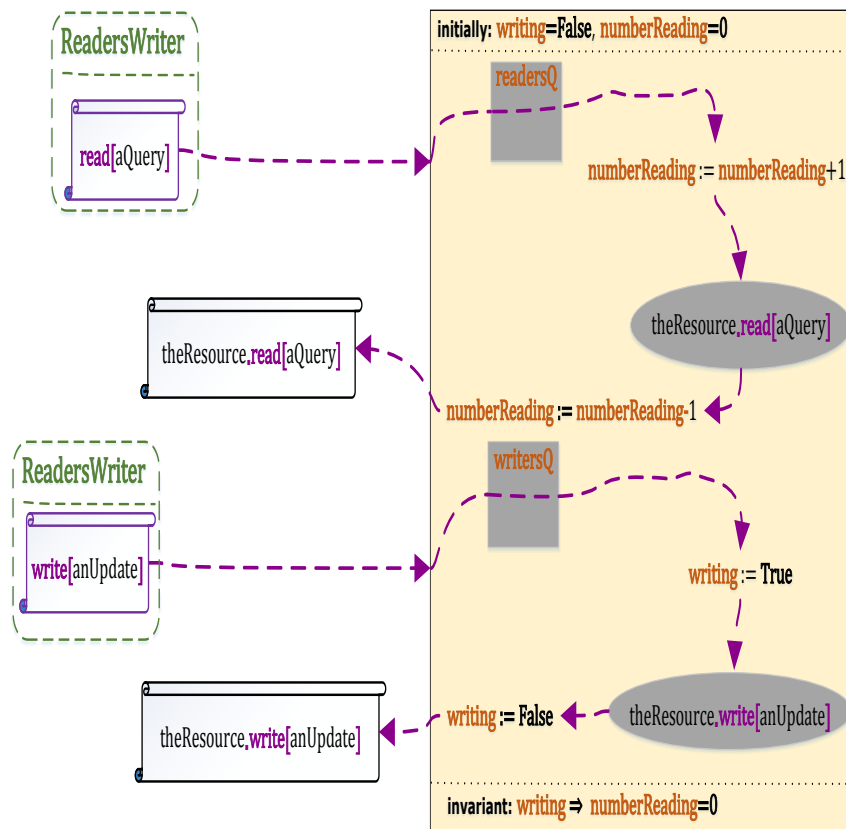 initially: writing=False, numberReading=0
ReadersWriter
readersQ
read[aQuery]
numberReading := numberReading+1
theResource.read[aQuery]
theResource.read[aQuery]
numberReading := numberReading-1
ReadersWriter
writersQ
write[anUpdate]
writing := True
theResource.write[anUpdate]
writing := False
theResource.write[anUpdate]
invariant: writing ⇒ numberReading=0